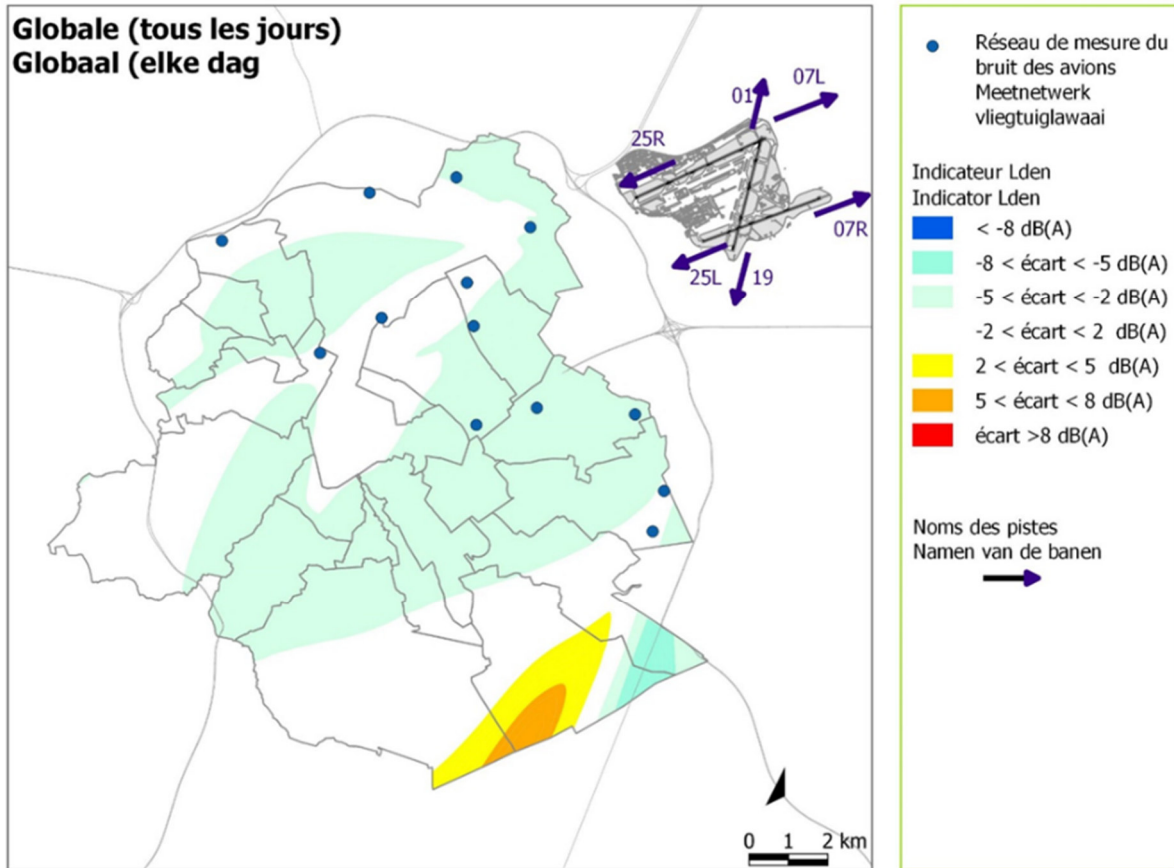 Globale (tous les jours)
Globaal (elke dag
01
07L
25R
07R
25L
19
0 1 2 km
Réseau de mesure du
bruit des avions
Meetnetwerk
vliegtuiglawaai
Indicateur Lden
Indicator Lden
< -8 dB(A)
-8 < écart < -5 dB(A)
-5 < écart < -2 dB(A)
-2 < écart < 2 dB(A)
2 < écart < 5 dB(A)
5 < écart < 8 dB(A)
écart >8 dB(A)
Noms des pistes
Namen van de banen